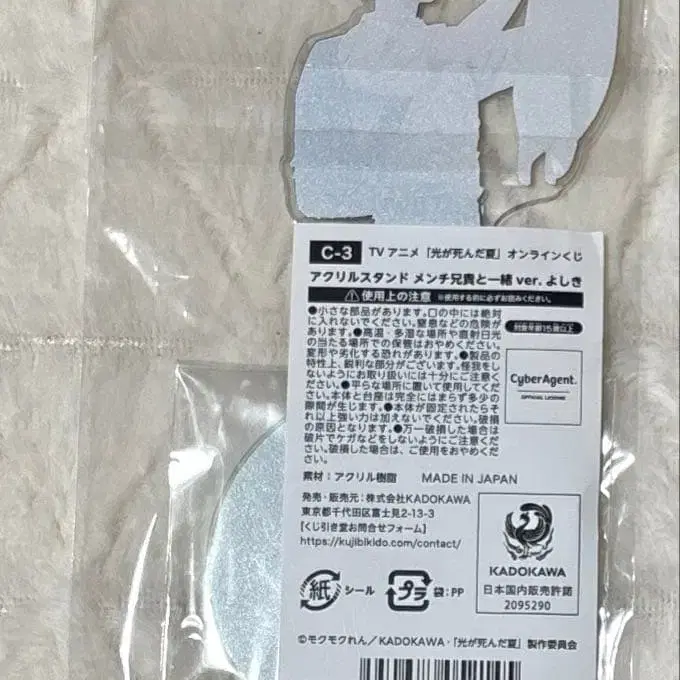 C-3 TV アニメ「光が死んだ夏」オンラインくじ
アクリルスタンド メンチ兄貴と一緒 ver. よしき
使用上の注意 ※使用する前に必ずお読みください。
●小さな部品があります。口の中には絶対
に入れないでください。窒息などの危険が
あります。●高温・多湿な場所や直射日光
の当たる場所での保管はおやめください。
変形や劣化する恐れがあります。●製品の
特性上、鋭利な部分がございます。怪我をし
ないようにお取り扱いには十分にご注意く
ださい。●平らな場所に置いて使用してくだ
さい。本体と台座は完全にはまらず多少の
隙間が生じます。●本体が固定されたらそ
れ以上強い力は加えないでください。破損
の原因となります。●万一破損した場合は
破片でケガなどをしないようにご注意くだ
さい。破損した場合は、ご使用をおやめくだ
さい。
対象年齢15歳以上
CyberAgent.
OFFICIAL LICENSE
素材:アクリル樹脂 MADE IN JAPAN
発売・販売元:株式会社KADOKAWA
東京都千代田区富士見2-13-3
【くじ引き堂お問合せフォーム】
https://kujibikido.com/contact/
KADOKAWA
日本国内販売許諾
2095290
紙 シール プラ 袋:PP
©モクモクれん/KADOKAWA・「光が死んだ夏」製作委員会